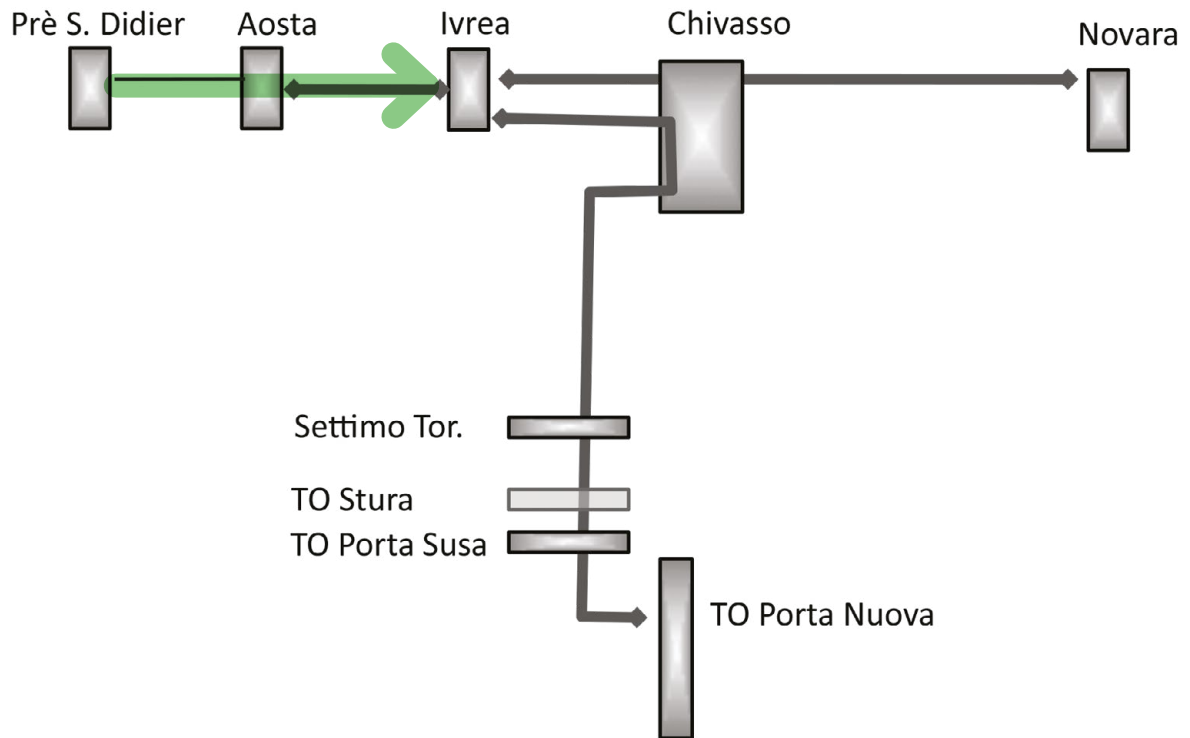 Prè S. Didier
Aosta
Ivrea
Chivasso
Novara
Settimo Tor.
TO Stura
TO Porta Susa
TO Porta Nuova